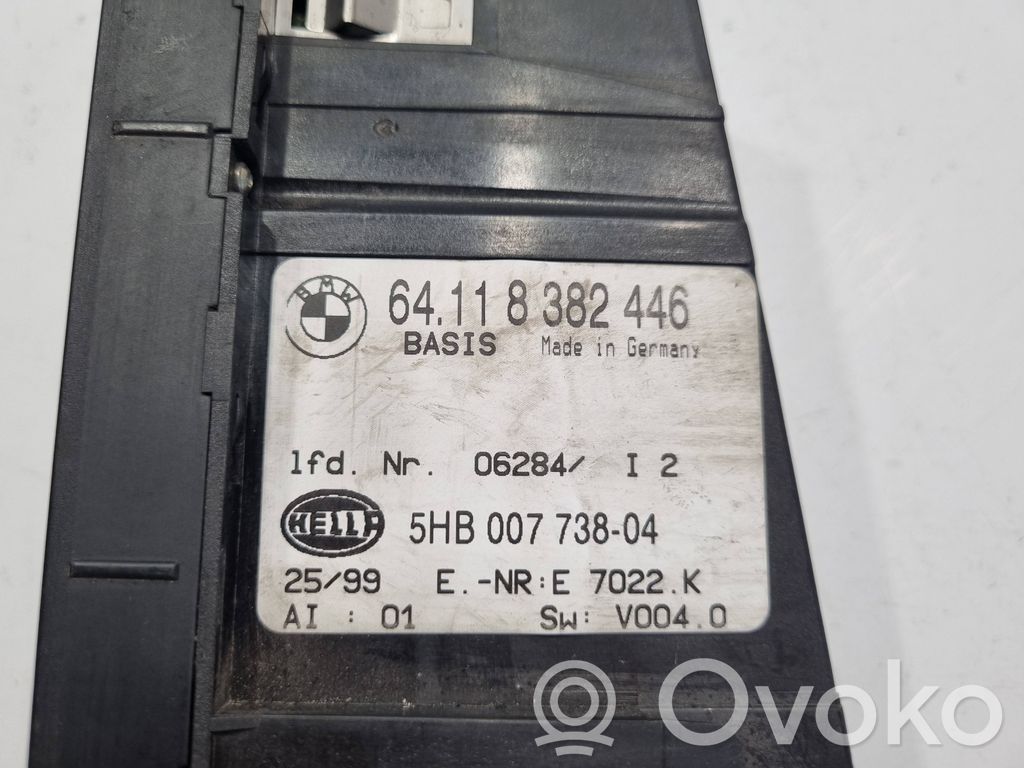 BMW
64.11 8 382 446
BASIS Made in Germany
lfd. Nr. 06284/ I 2
HELLA
5HB 007 738-04
25/99 E.-NR:E 7022.K
AI : 01 Sw: V004.0
Ovoko